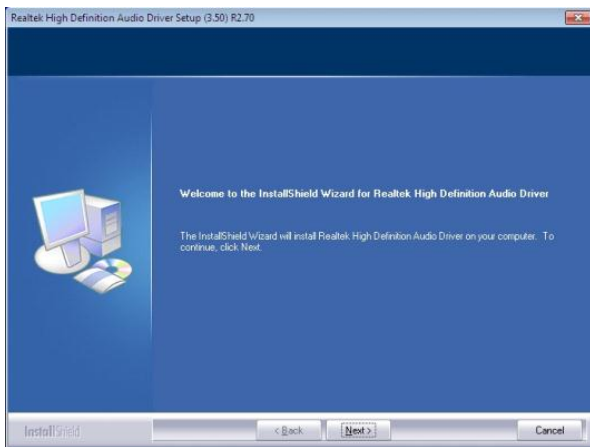 Realtek High Definition Audio Driver Setup (3.50) R2.70
Welcome to the InstallShield Wizard for Realtek High Definition Audio Driver
The InstallShield Wizard will install Realtek High Definition Audio Driver on your computer. To
continue, click Next.
InstallShield
< Back
Next >
Cancel